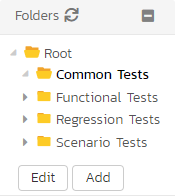 Folders
Root
Common Tests
Functional Tests
Regression Tests
Scenario Tests
Edit Add